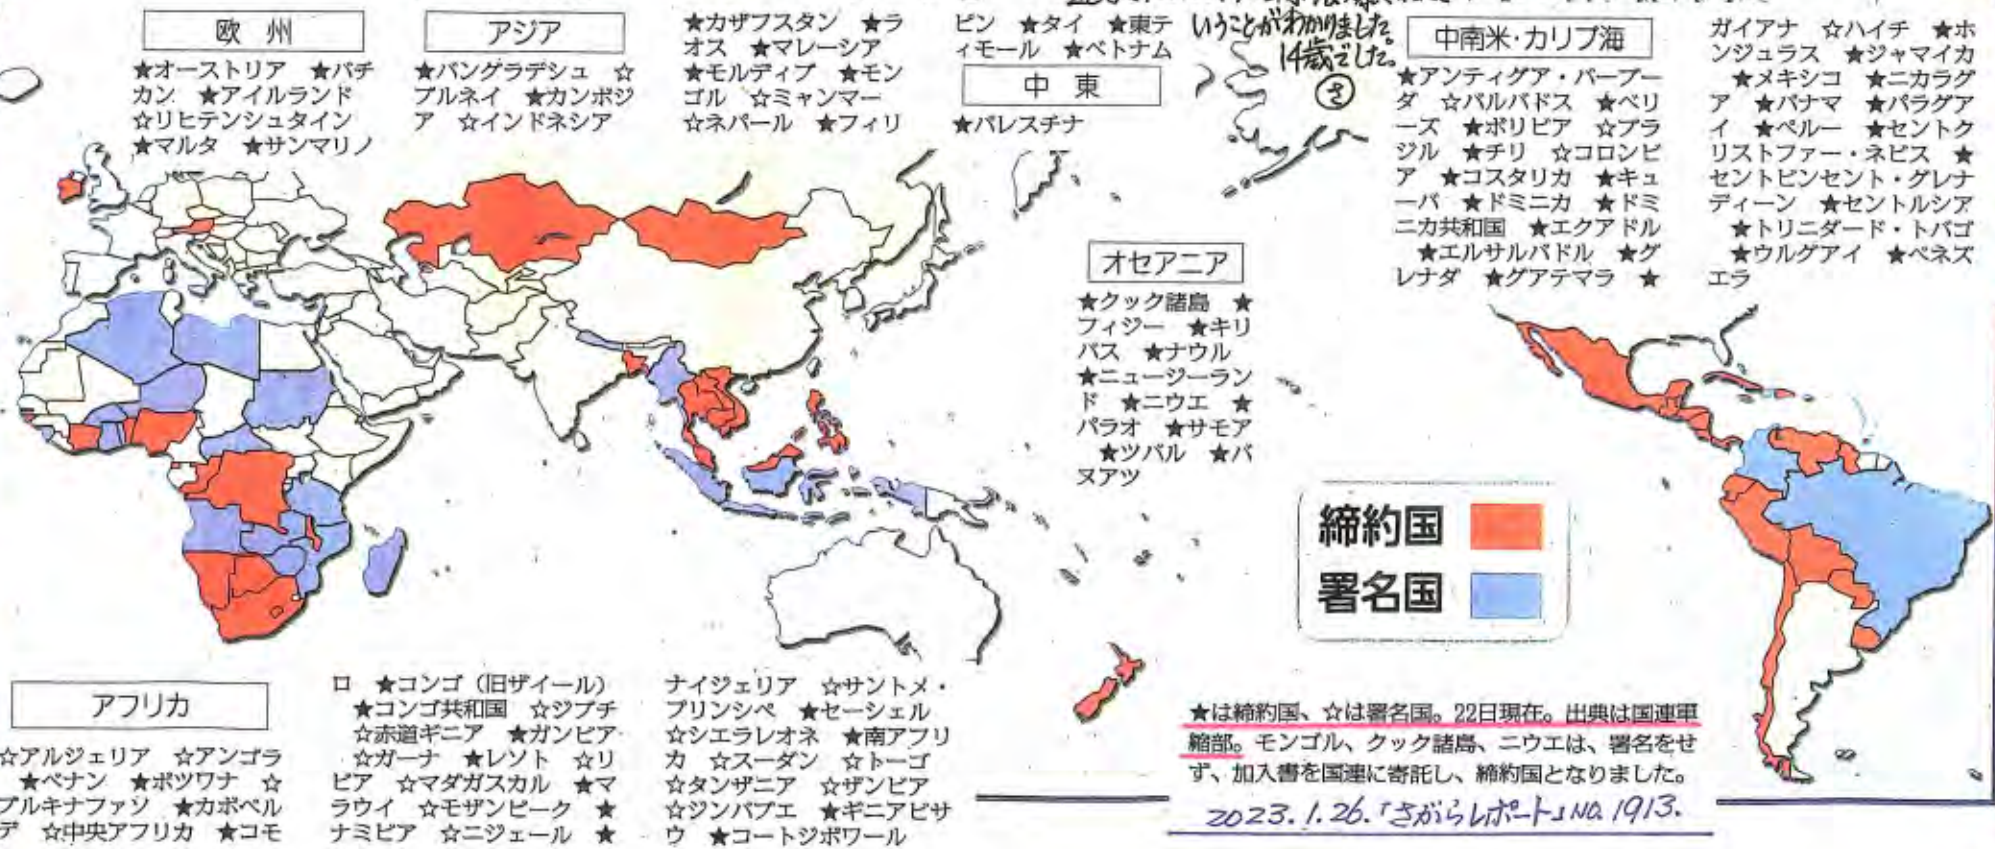 欧 州
★オーストリア ★バチ
カン ★アイルランド
☆リヒテンシュタイン
★マルタ ★サンマリノ
アジア
★バングラデシュ ☆
ブルネイ ★カンボジ
ア ☆インドネシア
★カザフスタン ★ラ
オス ★マレーシア
★モルディブ ★モン
ゴル ☆ミャンマー
☆ネパール ★フィリ
ピン ★タイ ★東テ
ィモール ★ベトナム
中 東
★パレスチナ
いうことがわかりました。
14歳でした。
さ
中南米・カリブ海
★アンティグア・バーブー
ダ ☆バルバドス ★ベリ
ーズ ★ボリビア ☆ブラ
ジル ★チリ ☆コロンビ
ア ★コスタリカ ★キュ
ーバ ★ドミニカ ★ドミ
ニカ共和国 ★エクアドル
★エルサルバドル ★グ
レナダ ★グアテマラ ★
ガイアナ ☆ハイチ ★ホ
ンジュラス ★ジャマイカ
★メキシコ ★ニカラグ
ア ★パナマ ★パラグア
イ ★ペルー ★セントク
リストファー・ネビス ★
セントビンセント・グレナ
ディーン ★セントルシア
★トリニダード・トバゴ
★ウルグアイ ★ベネズ
エラ
オセアニア
★クック諸島 ★
フィジー ★キリ
バス ★ナウル
★ニュージーラン
ド ★ニウエ ★
パラオ ★サモア
★ツバル ★バ
ヌアツ
締約国
署名国
アフリカ
☆アルジェリア ☆アンゴラ
★ベナン ★ボツワナ ☆
ブルキナファソ ★カボベル
デ ☆中央アフリカ ★コモ
ロ ★コンゴ（旧ザイール）
★コンゴ共和国 ☆ジブチ
☆赤道ギニア ★ガンビア
☆ガーナ ★レソト ☆リ
ビア ☆マダガスカル ★マ
ラウイ ☆モザンビーク ★
ナミビア ☆ニジェール ★
ナイジェリア ☆サントメ・
プリンシペ ★セーシェル
☆シエラレオネ ★南アフリ
カ ☆スーダン ☆トーゴ
☆タンザニア ☆ザンビア
☆ジンバブエ ★ギニアビサ
ウ ★コートジボワール
★は締約国、☆は署名国。22日現在。出典は国連軍
縮部。モンゴル、クック諸島、ニウエは、署名をせ
ず、加入書を国連に寄託し、締約国となりました。
2023.1.26.「さがらレポート」NO.1913.